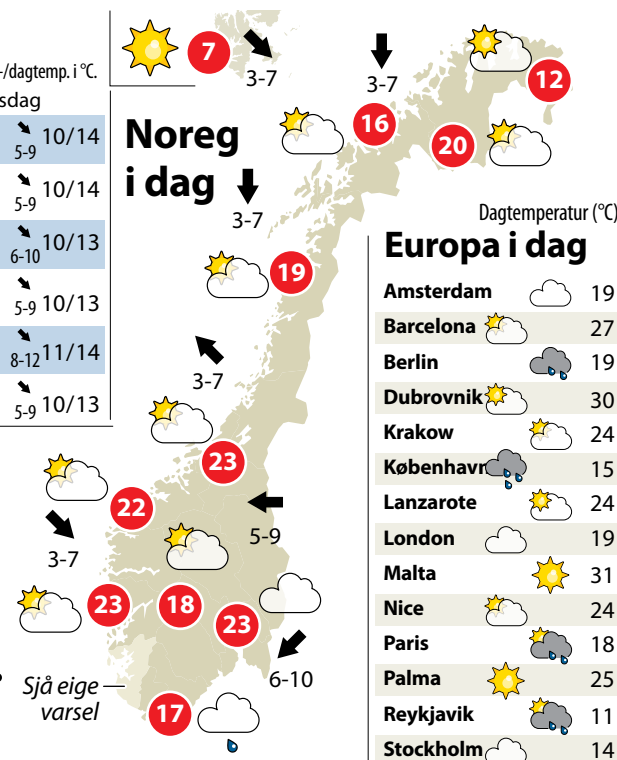 -/dagtemp. i °C.
sdag
5-9 10/14
5-9 10/14
6-10 10/13
5-9 10/13
8-12 11/14
5-9 10/13
7
3-7
3-7
16
12
20
Noreg
i dag
3-7
19
3-7
23
22
5-9
3-7
23
18
23
6-10
Sjå eige
varsel
17
Dagtemperatur (°C)
Europa i dag
Amsterdam 19
Barcelona 27
Berlin 19
Dubrovnik 30
Krakow 24
København 15
Lanzarote 24
London 19
Malta 31
Nice 24
Paris 18
Palma 25
Reykjavik 11
Stockholm 14